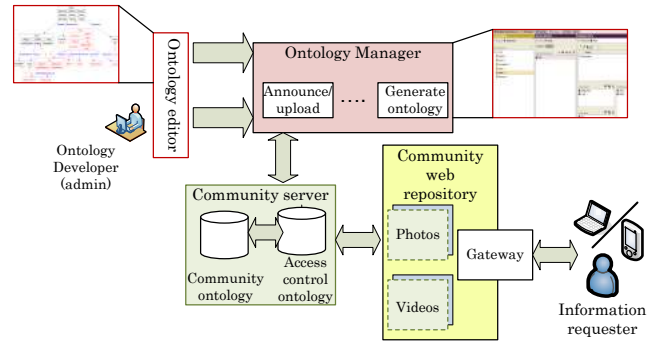 Ontology editor
Ontology Manager
Announce/
upload
....
Generate
ontology
Ontology
Developer
(admin)
Community server
Community
ontology
Access
control
ontology
Community
web
repository
Photos
Videos
Gateway
Information
requester